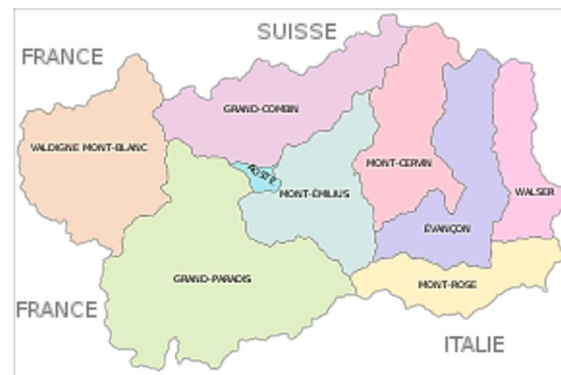 SUISSE
FRANCE
GRAND-COMBIN
VALDIGNE MONT-BLANC
MONT-CERVIN
AOSTE
MONT-ÉMILIUS
WALSER
ÉVANÇON
GRAND-PARADIS
MONT-ROSE
FRANCE
ITALIE